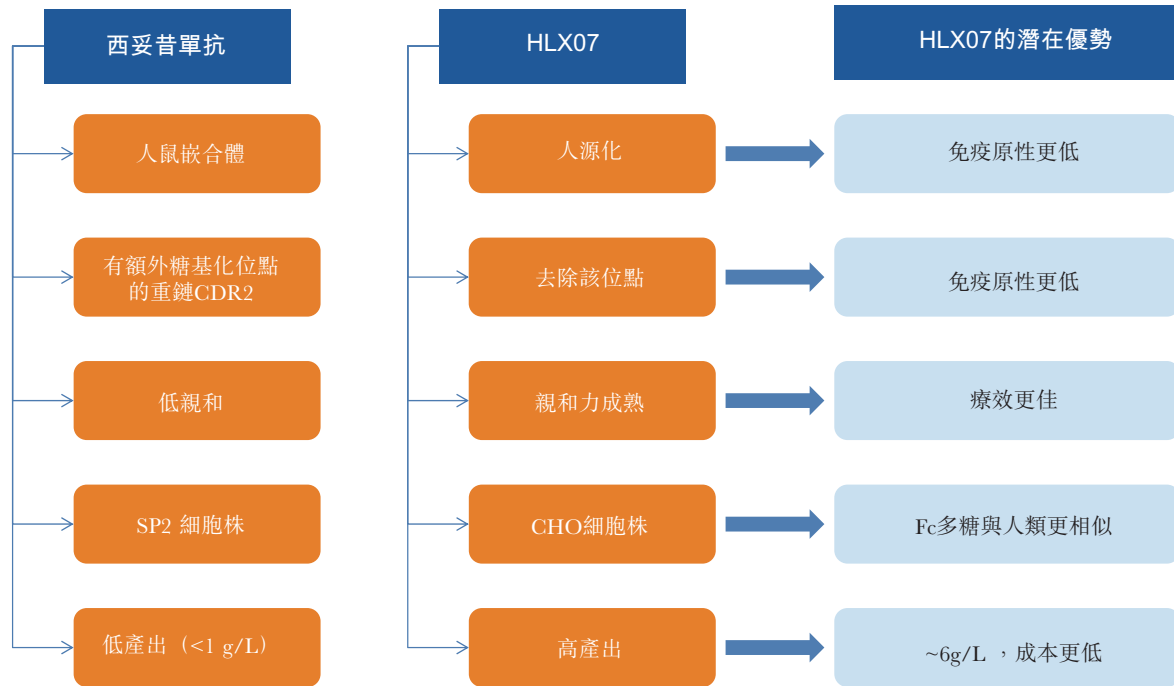 西妥昔單抗
HLX07
HLX07的潛在優勢
人鼠嵌合體
人源化
免疫原性更低
有額外糖基化位點
的重鏈CDR2
去除該位點
免疫原性更低
低親和
親和力成熟
療效更佳
SP2 細胞株
CHO細胞株
Fc多糖與人類更相似
低產出（<1 g/L）
高產出
~6g/L ，成本更低